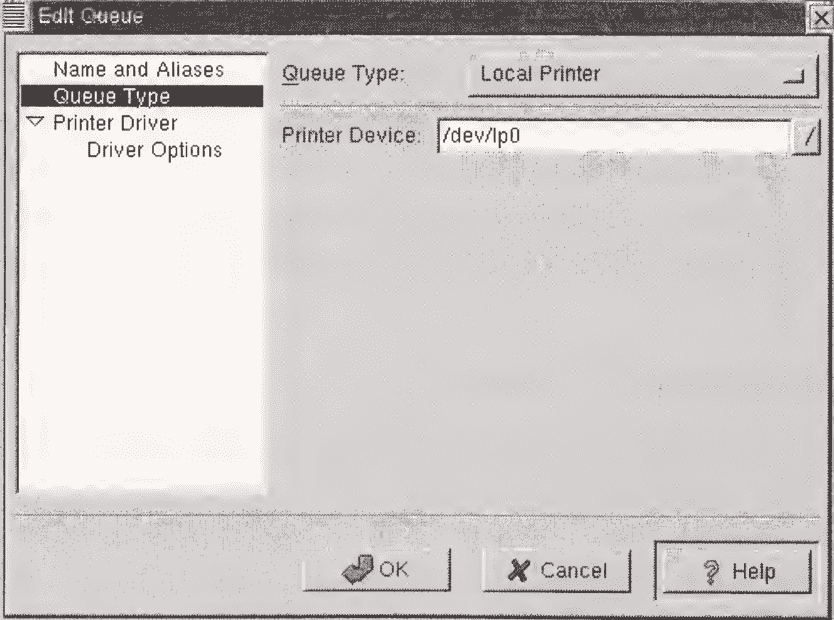 Edit Queue
Name and Aliases
Queue Type
Printer Driver
Driver Options
Queue Type:
Local Printer
Printer Device:
/dev/lp0
/
OK
Cancel
? Help